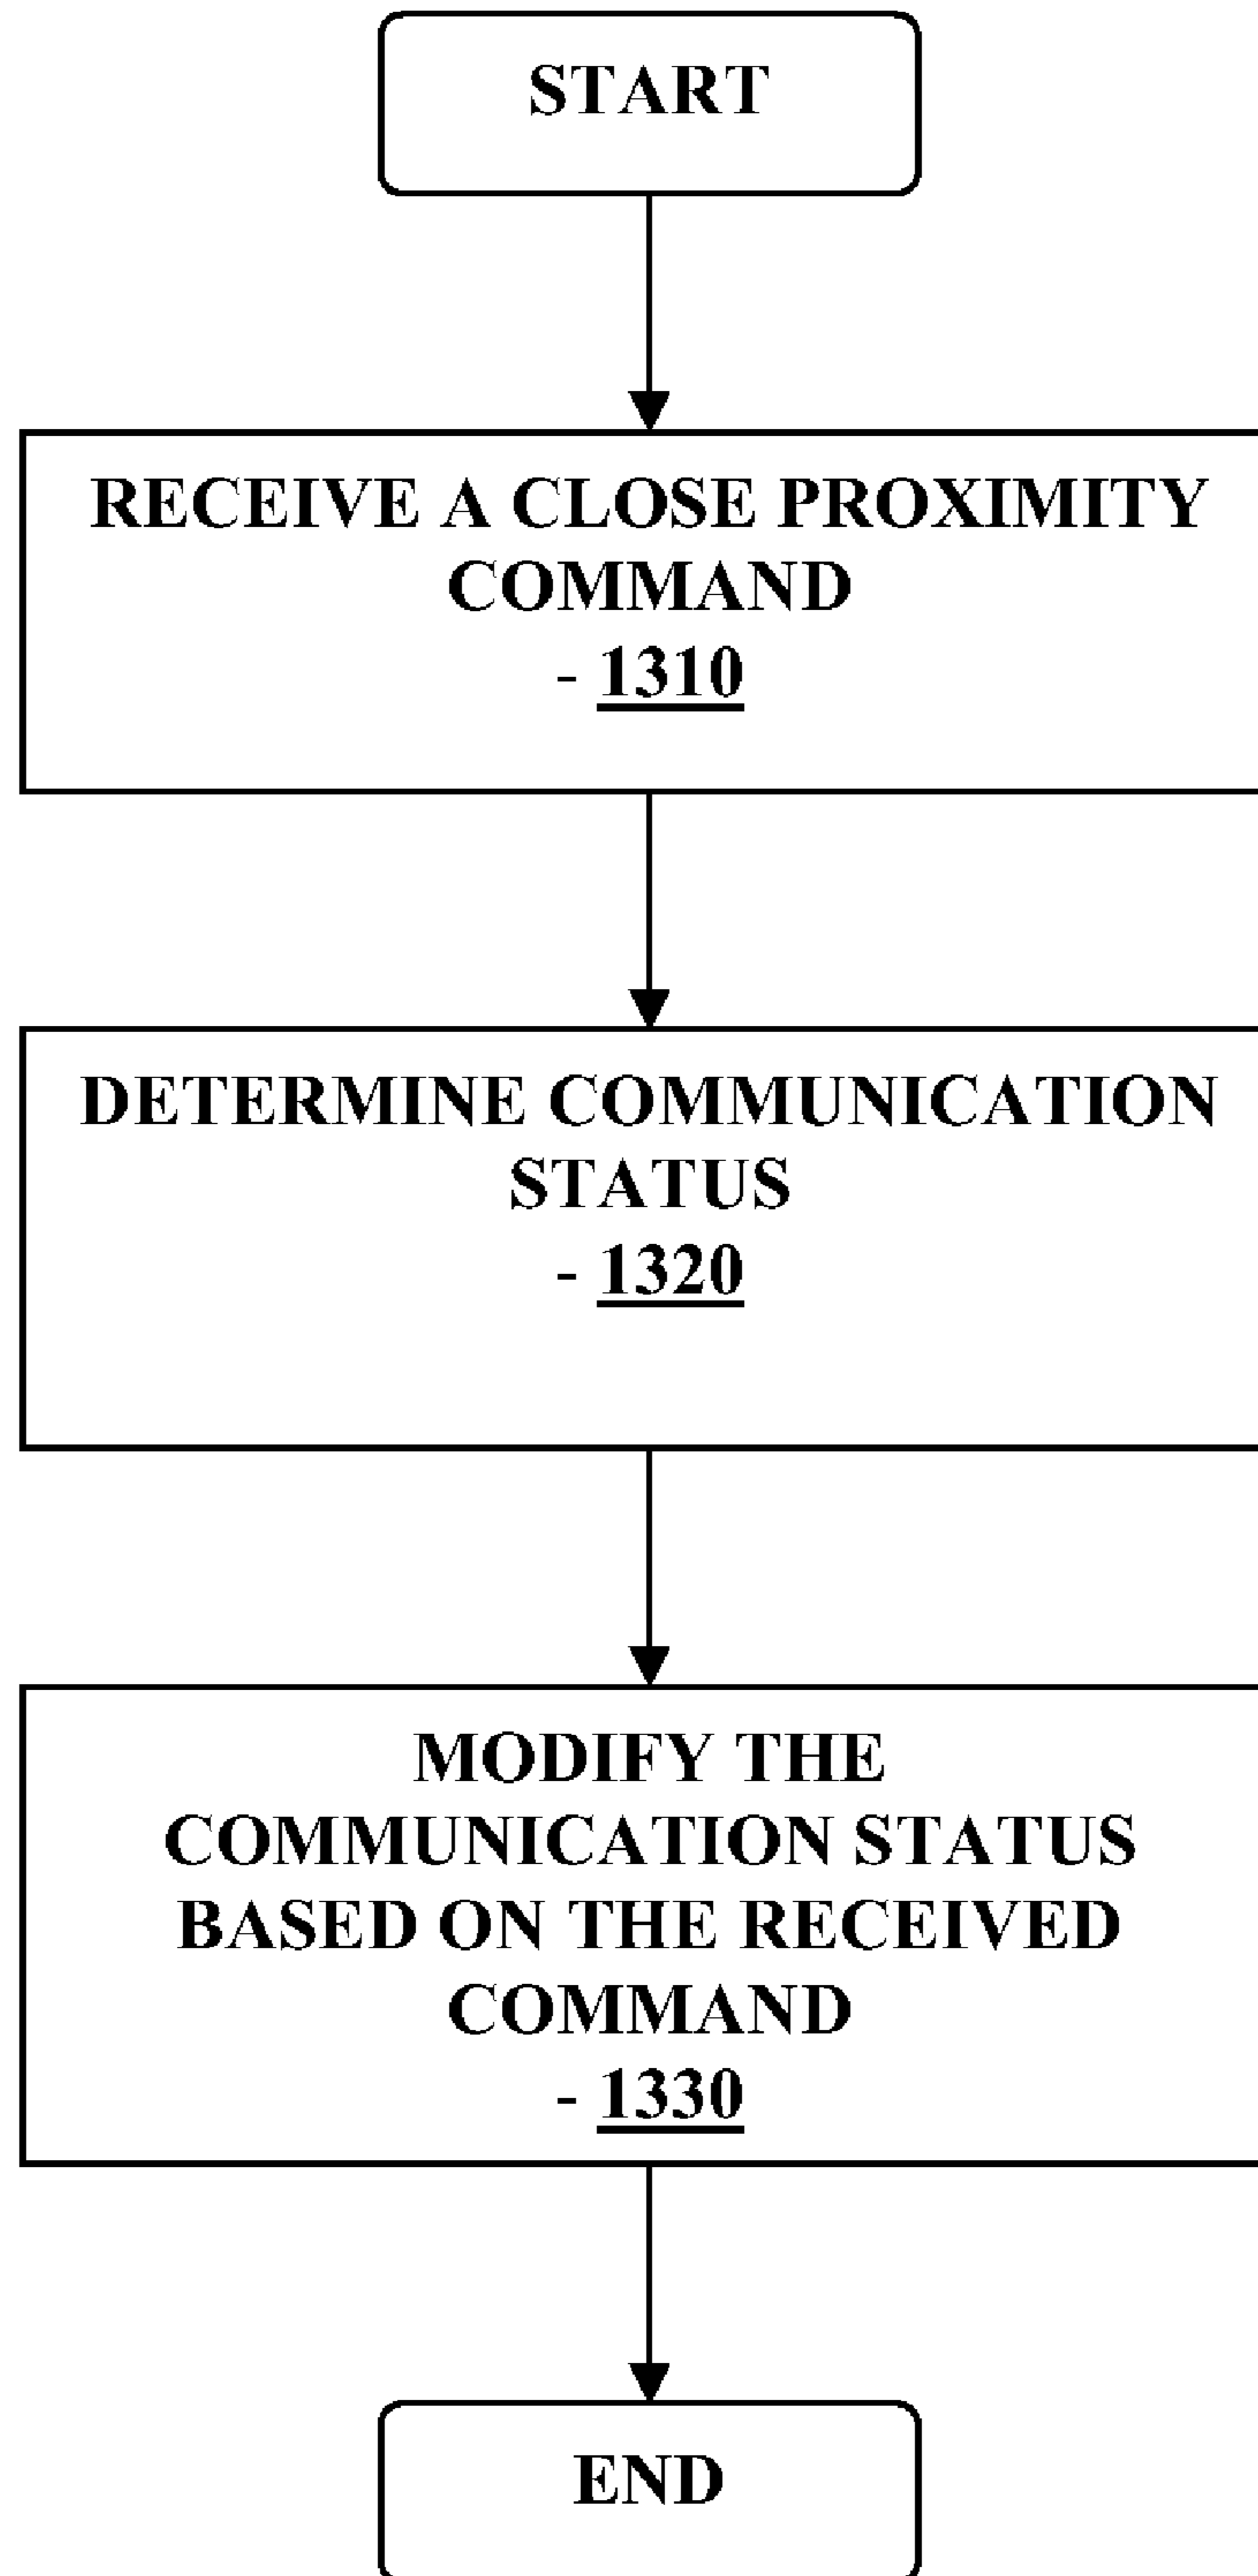 START
RECEIVE A CLOSE PROXIMITY
COMMAND
- 1310
DETERMINE COMMUNICATION
STATUS
- 1320
MODIFY THE
COMMUNICATION STATUS
BASED ON THE RECEIVED
COMMAND
- 1330
END